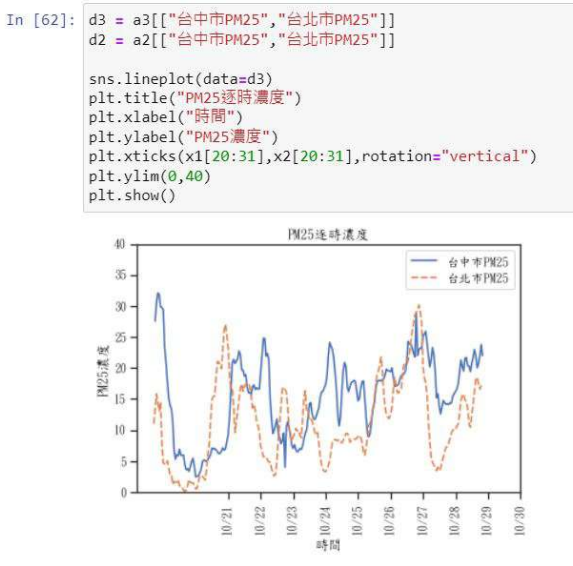 In [62]:
d3 = a3[["台中市PM25","台北市PM25"]]
d2 = a2[["台中市PM25","台北市PM25"]]
sns.lineplot(data=d3)
plt.title("PM25逐時濃度")
plt.xlabel("時間")
plt.ylabel("PM25濃度")
plt.xticks(x1[20:31],x2[20:31],rotation="vertical")
plt.ylim(0,40)
plt.show()
PM25逐時濃度
台中市PM25
台北市PM25
PM25濃度
40
35
30
25
20
15
10
5
0
10/21
10/22
10/23
10/24
10/25
10/26
10/27
10/28
10/29
10/30
時間